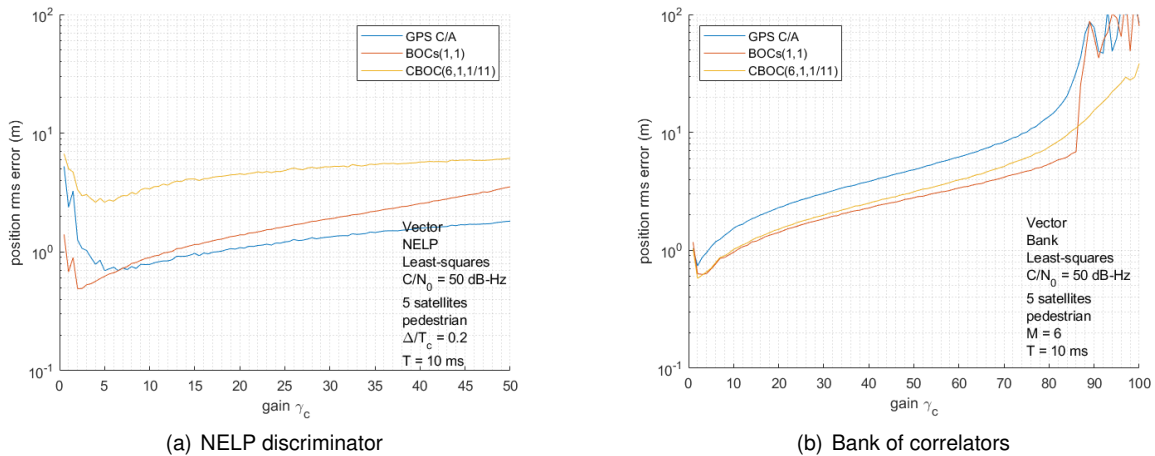 10^2
10^1
10^0
10^-1
position rms error (m)
GPS C/A
BOCs(1,1)
CBOC(6,1,1/11)
Vector
NELP
Least-squares
C/N_0 = 50 dB-Hz
5 satellites
pedestrian
Δ/T_c = 0.2
T = 10 ms
0 5 10 15 20 25 30 35 40 45 50
gain γ_c
(a) NELP discriminator
10^2
10^1
10^0
10^-1
position rms error (m)
GPS C/A
BOCs(1,1)
CBOC(6,1,1/11)
Vector
Bank
Least-squares
C/N_0 = 50 dB-Hz
5 satellites
pedestrian
M = 6
T = 10 ms
0 10 20 30 40 50 60 70 80 90 100
gain γ_c
(b) Bank of correlators